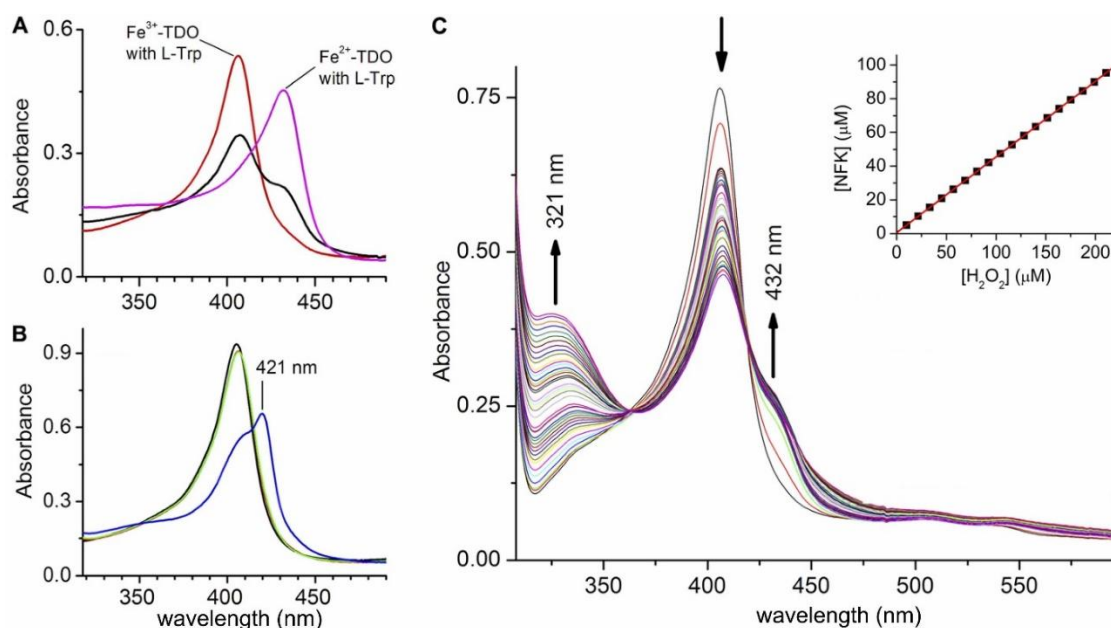 A
0.6
0.3
0.0
Absorbance
Fe³⁺-TDO
with L-Trp
Fe²⁺-TDO
with L-Trp
350 400 450
B
0.9
0.6
0.3
0.0
Absorbance
421 nm
350 400 450
wavelength (nm)
C
0.75
0.50
0.25
0.00
Absorbance
321 nm
432 nm
350 400 450 500 550
wavelength (nm)
100
80
60
40
20
0
[NFK] (μM)
0 50 100 150 200
[H₂O₂] (μM)